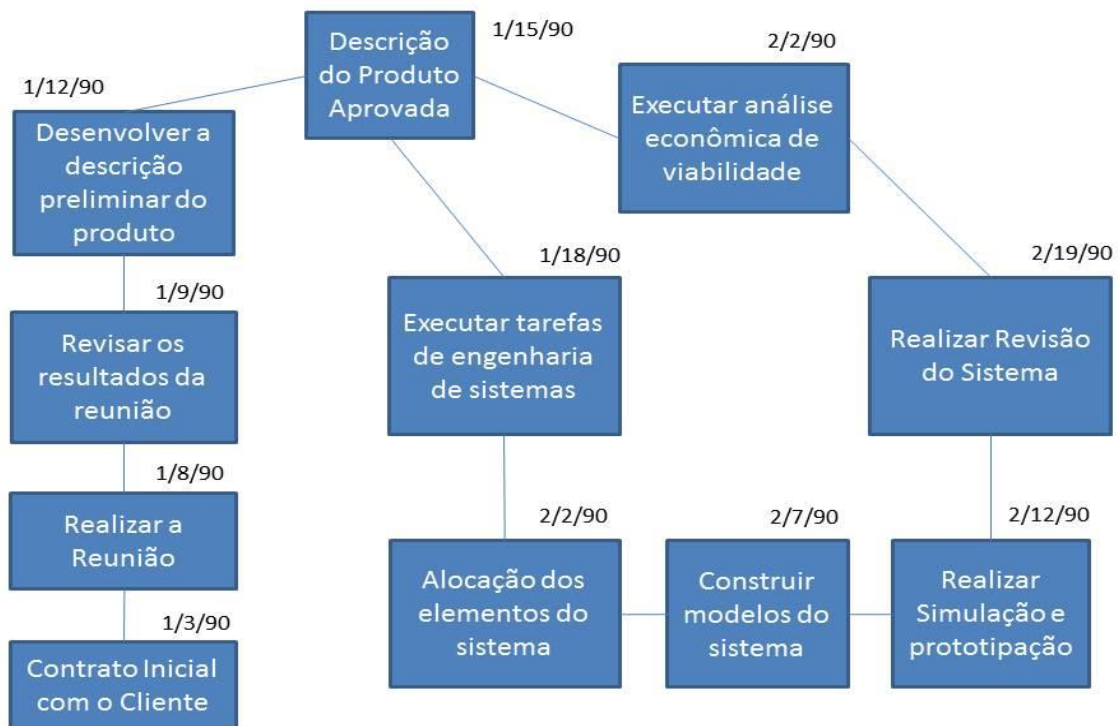 1/15/90
Descrição
do Produto
Aprovada
2/2/90
Executar análise
econômica de
viabilidade
1/12/90
Desenvolver a
descrição
preliminar do
produto
1/18/90
Executar tarefas
de engenharia
de sistemas
2/19/90
Realizar Revisão
do Sistema
1/9/90
Revisar os
resultados da
reunião
1/8/90
Realizar a
Reunião
2/2/90
Alocação dos
elementos do
sistema
2/7/90
Construir
modelos do
sistema
2/12/90
Realizar
Simulação e
prototipação
1/3/90
Contrato Inicial
com o Cliente